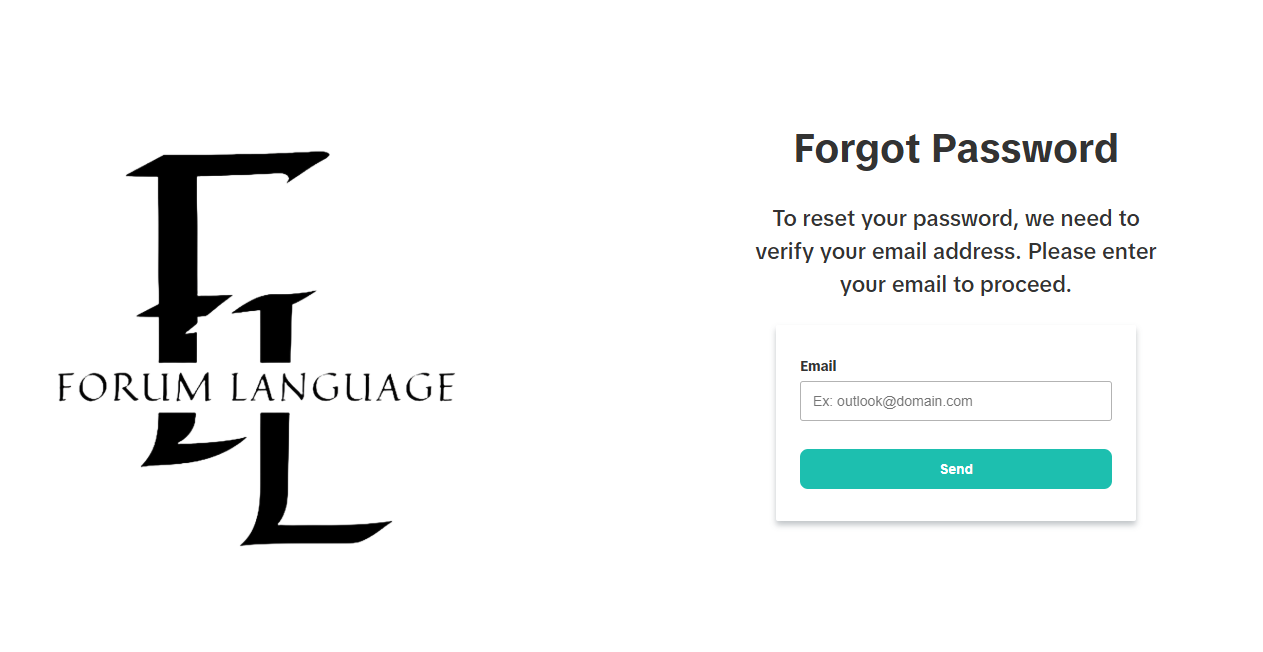 FORUM LANGUAGE
Forgot Password
To reset your password, we need to
verify your email address. Please enter
your email to proceed.
Email
Ex: outlook@domain.com
Send